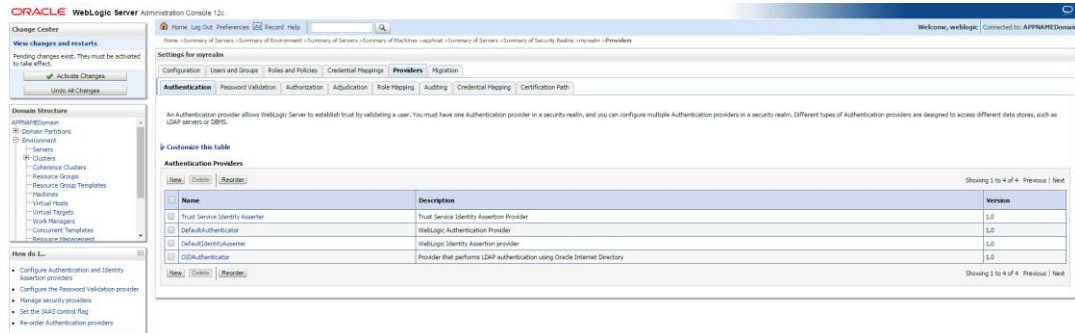 ORACLE WebLogic Server Administration Console 12c
Change Center
View changes and restarts
Pending changes exist. They must be activated
to take effect.
Activate Changes
Undo All Changes
Domain Structure
APPNAMEDomain
Domain Partitions
Environment
Servers
Clusters
Coherence Clusters
Resource Groups
Resource Group Templates
Machines
Virtual Hosts
Virtual Targets
Work Managers
Concurrent Templates
Resource Management
How do I...
Configure Authentication and Identity
Assertion providers
Configure the Password Validation provider
Manage security providers
Set the JAAS control flag
Re-order Authentication providers
Home Log Out Preferences Record Help
Welcome, weblogic Connected to: APPNAMEDomain
Home >Summary of Servers >Summary of Environment >Summary of Servers >Summary of Machines >apphost >Summary of Servers >Summary of Security Realms >myrealm >Providers
Settings for myrealm
Configuration Users and Groups Roles and Policies Credential Mappings Providers Migration
Authentication Password Validation Authorization Adjudication Role Mapping Auditing Credential Mapping Certification Path
An Authentication provider allows WebLogic Server to establish trust by validating a user. You must have one Authentication provider in a security realm, and you can configure multiple Authentication providers in a security realm. Different types of Authentication providers are designed to access different data stores, such as
LDAP servers or DBMS.
Customize this table
Authentication Providers
New Delete Reorder Showing 1 to 4 of 4 Previous | Next
Name Description Version
Trust Service Identity Asserter Trust Service Identity Assertion Provider 1.0
DefaultAuthenticator WebLogic Authentication Provider 1.0
DefaultIdentityAsserter WebLogic Identity Assertion provider 1.0
OIDAuthenticator Provider that performs LDAP authentication using Oracle Internet Directory 1.0
New Delete Reorder Showing 1 to 4 of 4 Previous | Next